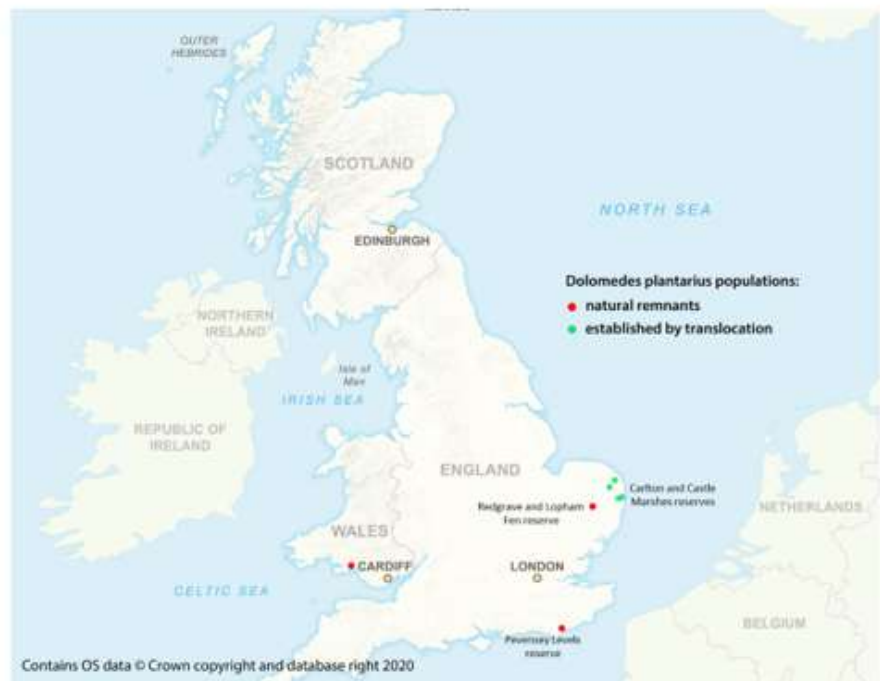 OUTER
HEBRIDES
SCOTLAND
NORTH SEA
EDINBURGH
Dolomedes plantarius populations:
natural remnants
established by translocation
NORTHERN
IRELAND
Isle of
Man
IRISH SEA
REPUBLIC OF
IRELAND
ENGLAND
Carlton and Castle
Marshes reserves
Redgrave and Lopham
Fen reserve
NETHERLANDS
WALES
CARDIFF
LONDON
CELTIC SEA
BELGIUM
Pevensey Levels
reserve
Contains OS data © Crown copyright and database right 2020